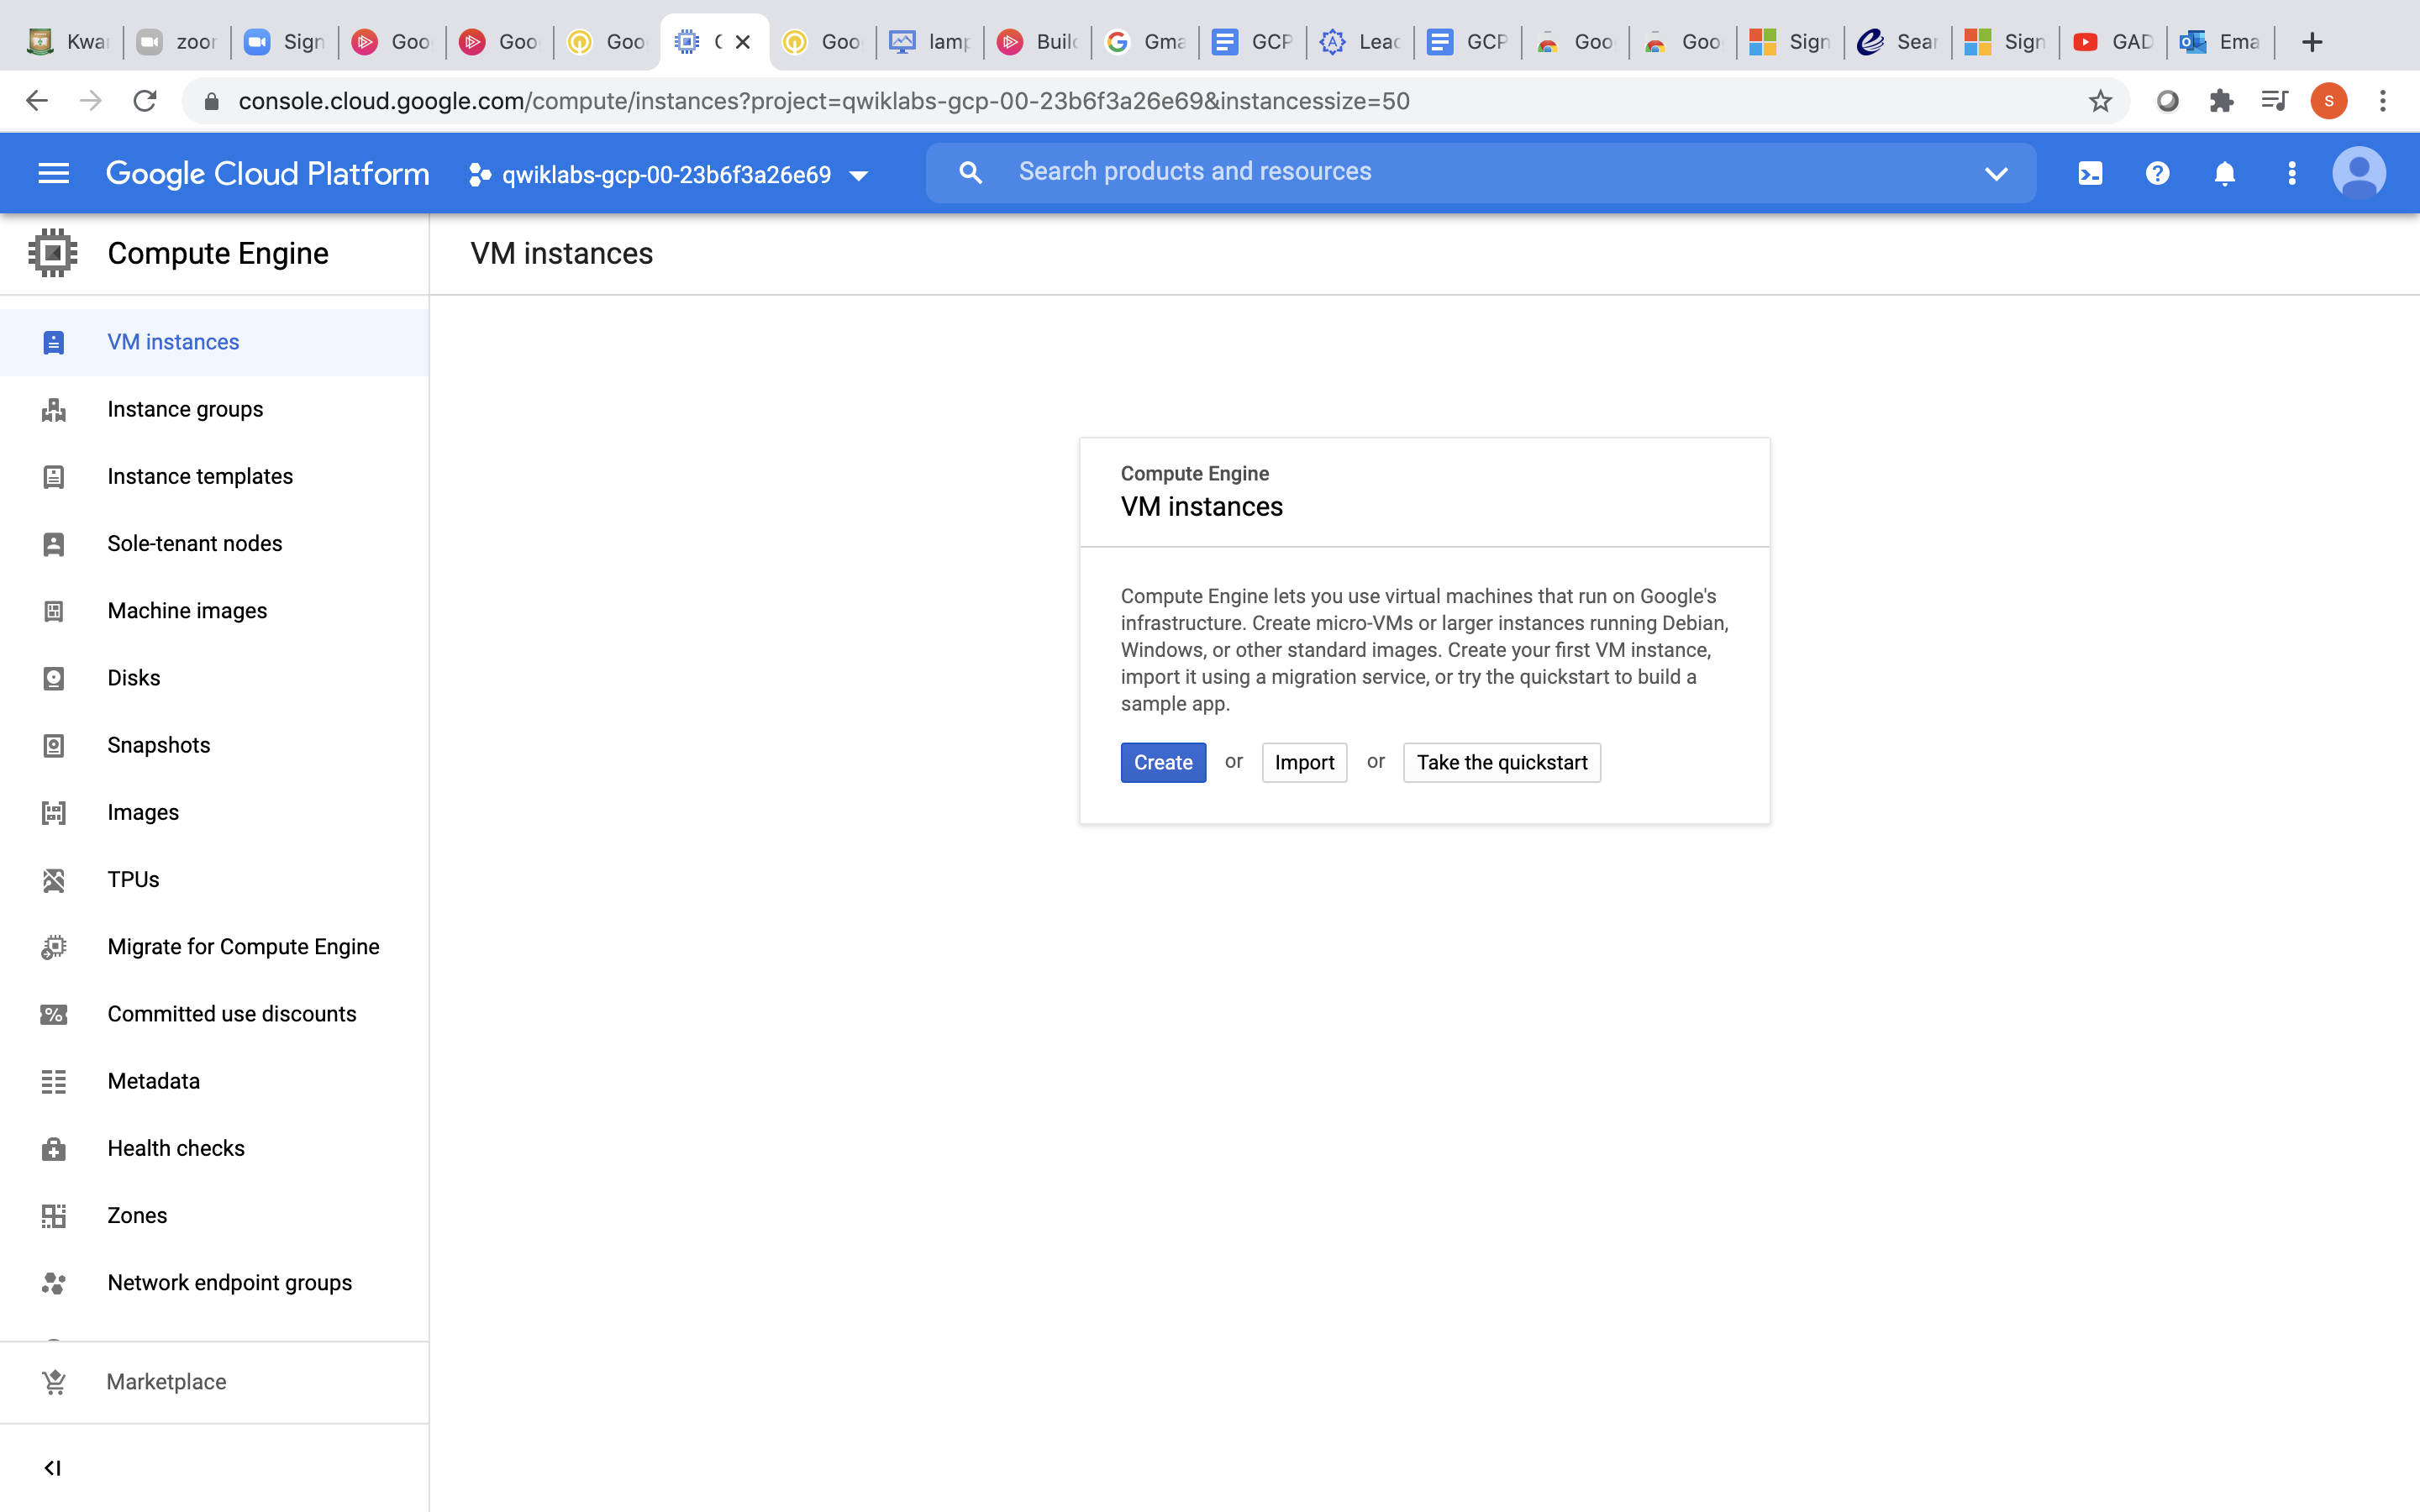 Kwa
zoor
Sign
Goo
Goo
Goo
Goo
lamp
Build
Gma
GCP
Lead
GCP
Goo
Goo
Sign
Sear
Sign
GAD
Ema
console.cloud.google.com/compute/instances?project=qwiklabs-gcp-00-23b6f3a26e69&instancessize=50
S
Google Cloud Platform
qwiklabs-gcp-00-23b6f3a26e69
Search products and resources
Compute Engine
VM instances
VM instances
Instance groups
Instance templates
Sole-tenant nodes
Machine images
Disks
Snapshots
Images
TPUs
Migrate for Compute Engine
Committed use discounts
Metadata
Health checks
Zones
Network endpoint groups
Marketplace
Compute Engine
VM instances
Compute Engine lets you use virtual machines that run on Google's
infrastructure. Create micro-VMs or larger instances running Debian,
Windows, or other standard images. Create your first VM instance,
import it using a migration service, or try the quickstart to build a
sample app.
Create or Import or Take the quickstart